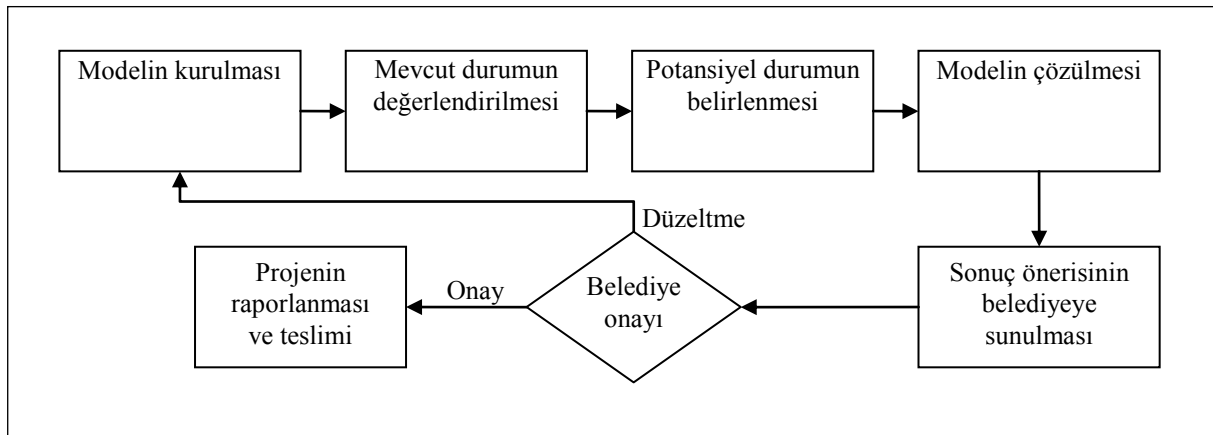 Modelin kurulması
Mevcut durumun
değerlendirilmesi
Potansiyel durumun
belirlenmesi
Modelin çözülmesi
Düzeltme
Projenin
raporlanması
ve teslimi
Onay
Belediye
onayı
Sonuç önerisinin
belediyeye
sunulması